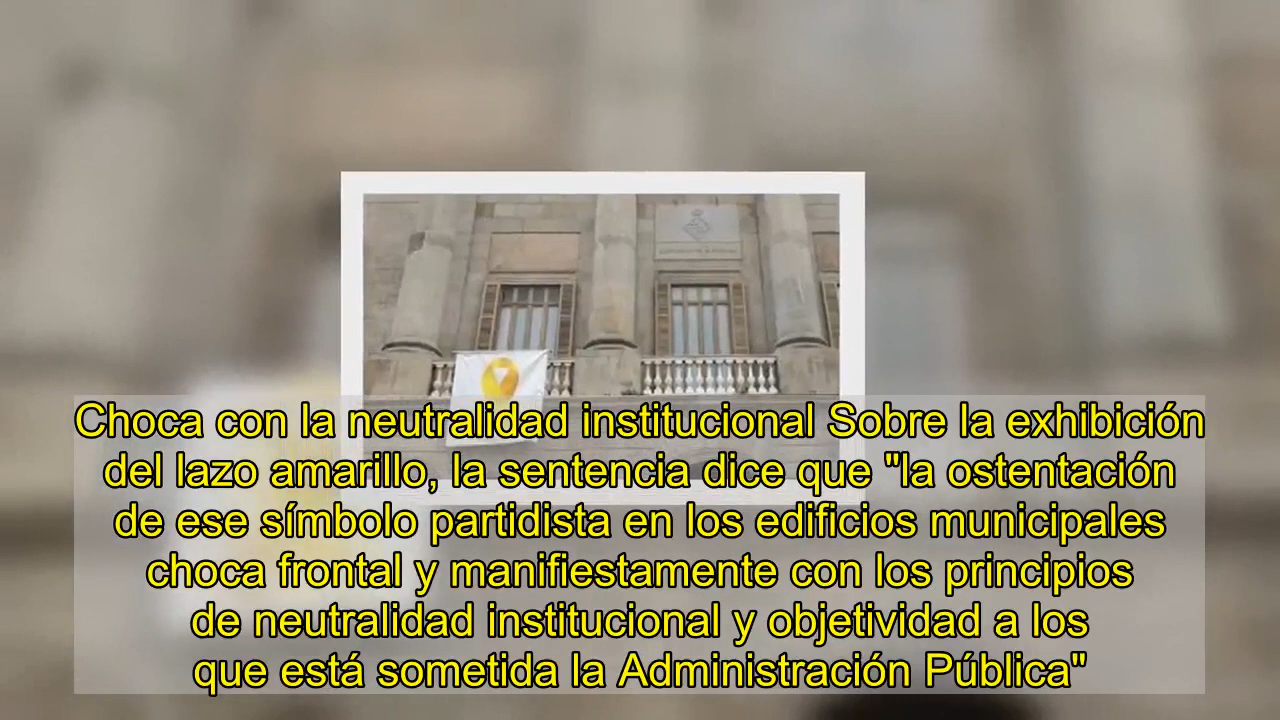 Choca con la neutralidad institucional Sobre la exhibición
del lazo amarillo, la sentencia dice que "la ostentación
de ese símbolo partidista en los edificios municipales
choca frontal y manifiestamente con los principios
de neutralidad institucional y objetividad a los
que está sometida la Administración Pública"